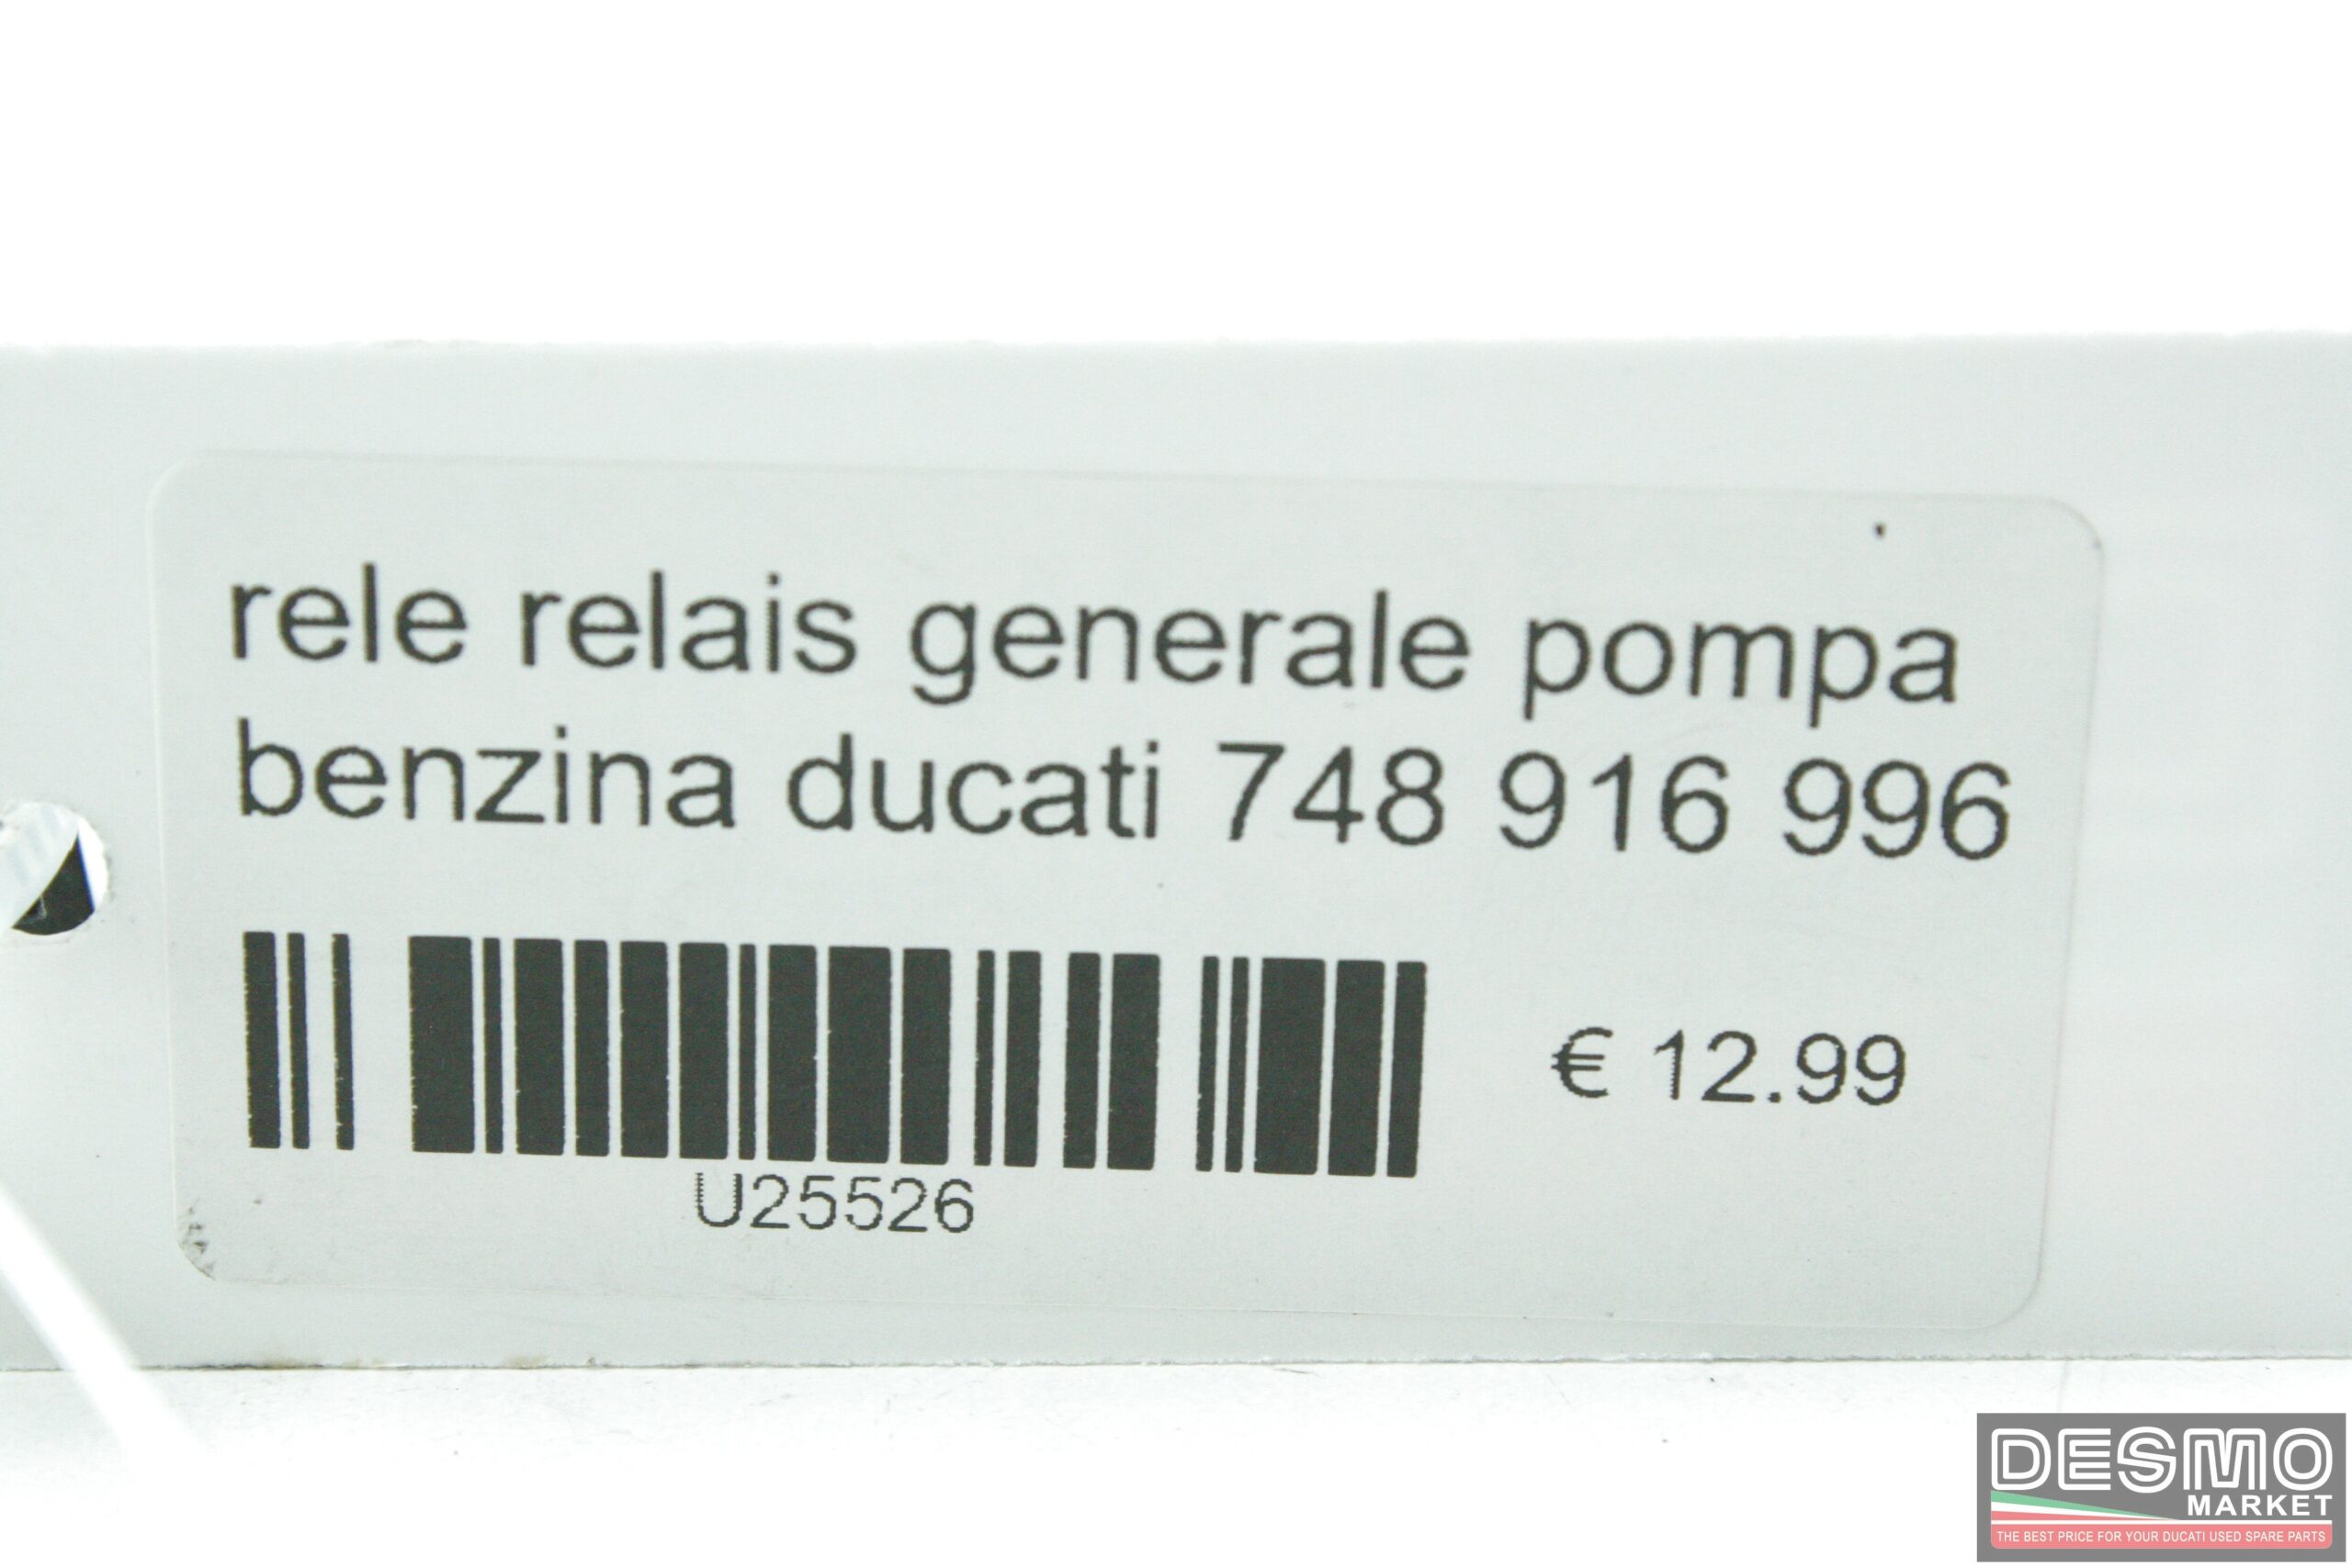 rele relais generale pompa
benzina ducati 748 916 996
€ 12.99
U25526
DESMO
MARKET
THE BEST PRICE FOR YOUR DUCATI USED SPARE PARTS